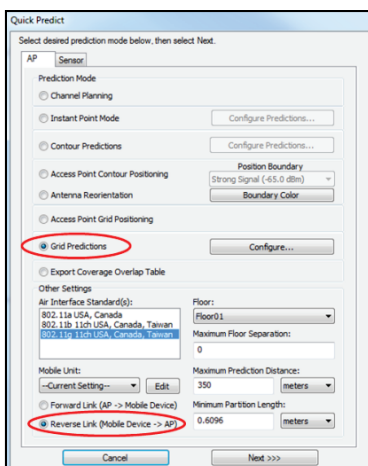 Quick Predict
Select desired prediction mode below, then select Next.
AP Sensor
Prediction Mode
Channel Planning
Instant Point Mode Configure Predictions...
Contour Predictions Configure Predictions...
Position Boundary
Access Point Contour Positioning Strong Signal (-65.0 dBm)
Antenna Reorientation Boundary Color
Access Point Grid Positioning
Grid Predictions Configure...
Export Coverage Overlap Table
Other Settings
Air Interface Standard(s): Floor:
802.11a USA, Canada Floor01
802.11b 11ch USA, Canada, Taiwan
802.11g 11ch USA, Canada, Taiwan Maximum Floor Separation:
0
Mobile Unit: Maximum Prediction Distance:
--Current Setting-- Edit 350 meters
Forward Link (AP -> Mobile Device) Minimum Partition Length:
Reverse Link (Mobile Device -> AP) 0.6096 meters
Cancel Next >>>